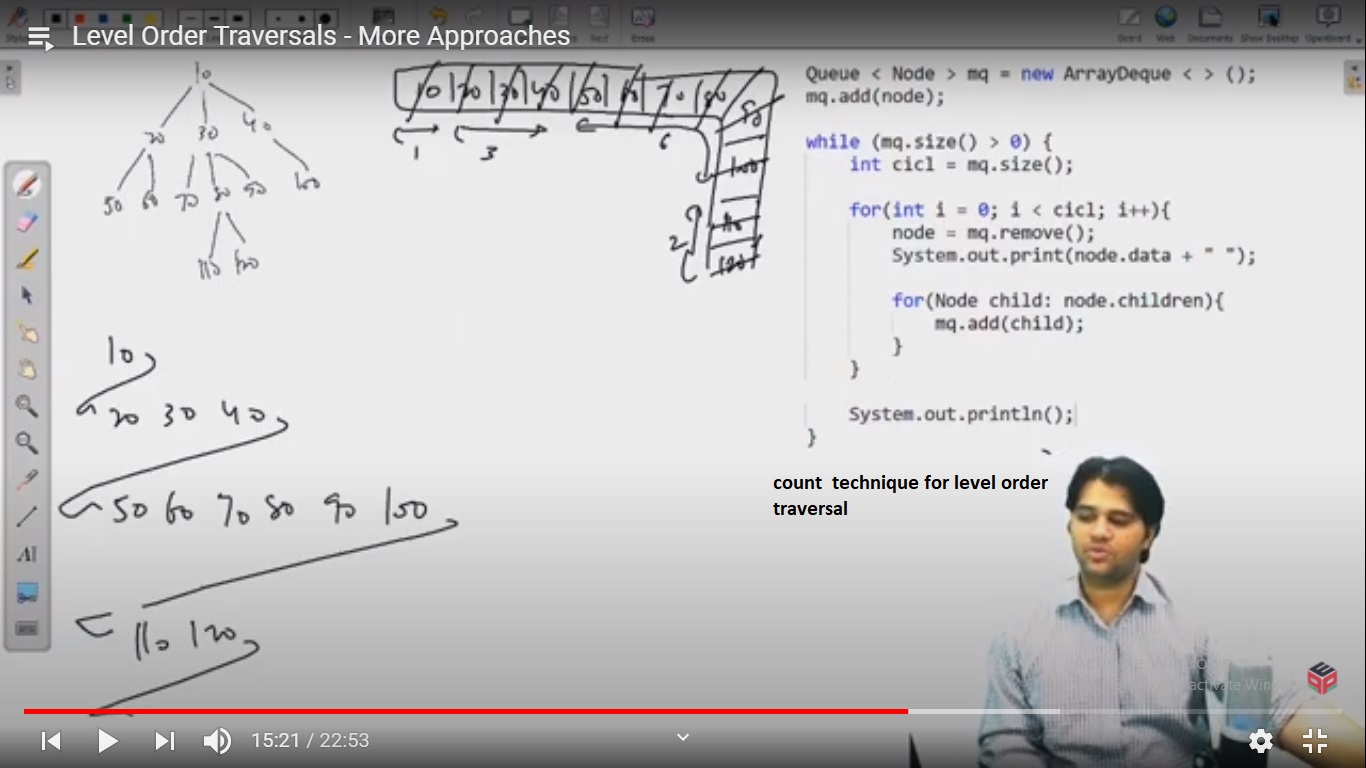 Level Order Traversals - More Approaches
10
20 30 40
50 60 70 80 90 100
110 120
10 20 30 40 50 60 70 80
90
100
110
120
1 3 6
2
10
20 30 40
50 60 70 80 90 100
110 120
Queue < Node > mq = new ArrayDeque < > ();
mq.add(node);
while (mq.size() > 0) {
int cicl = mq.size();
for(int i = 0; i < cicl; i++){
node = mq.remove();
System.out.print(node.data + " ");
for(Node child: node.children){
mq.add(child);
}
}
System.out.println();
}
count technique for level order
traversal
15:21 / 22:53